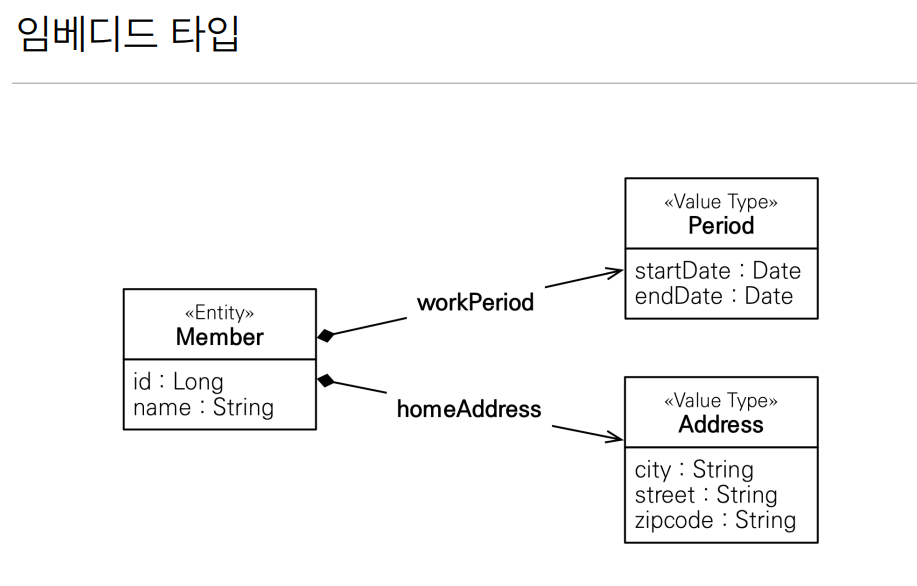 임베디드 타입
«Value Type»
Period
startDate : Date
endDate : Date
workPeriod
«Entity»
Member
id : Long
name : String
homeAddress
«Value Type»
Address
city : String
street : String
zipcode : String